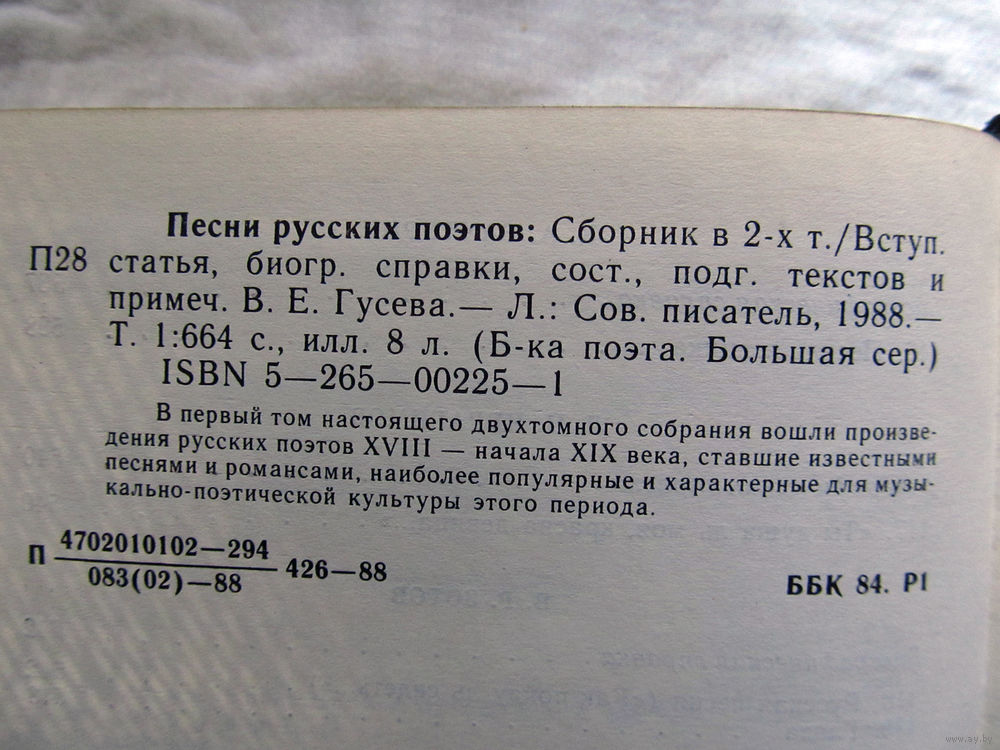 Песни русских поэтов: Сборник в 2-х т./Вступ.
П28 статья, биогр. справки, сост., подг. текстов и
примеч. В. Е. Гусева.— Л.: Сов. писатель, 1988.—
Т. 1:664 с., илл. 8 л. (Б-ка поэта. Большая сер.)
ISBN 5—265—00225—1
В первый том настоящего двухтомного собрания вошли произве-
дения русских поэтов XVIII — начала XIX века, ставшие известными
песнями и романсами, наиболее популярные и характерные для музы-
кально-поэтической культуры этого периода.
П 4702010102—294
083(02)—88
426—88
ББК 84. Р1
www.ay.by